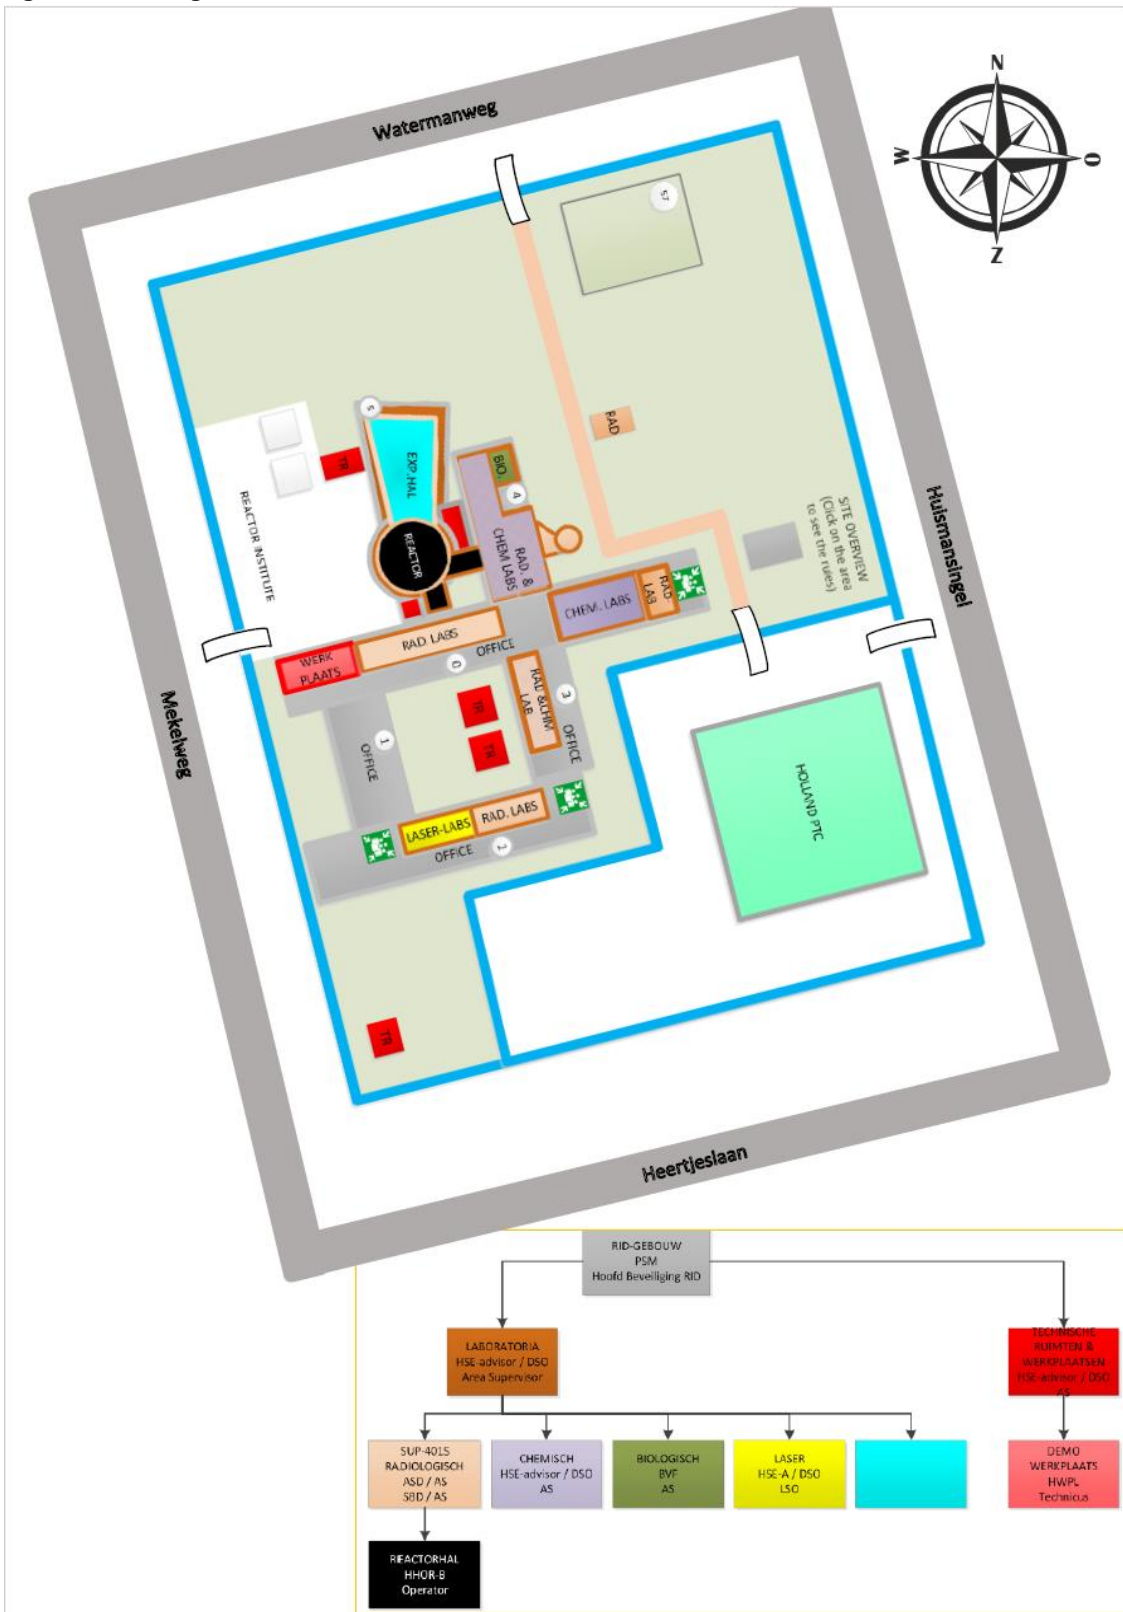 Watermanweg
N
W
O
Z
57
5
RAD
EXP.HAL
TR
BIO.
4
REACTOR INSTITUTE
REACTOR
RAD. &
CHEM LABS
SITE OVERVIEW
(Click on the area
to see the rules)
Huismansingel
CHEM. LABS
RAD.
LAB
RAD. LABS
OFFICE
WERK
PLAATS
0
RAD &CHM
LAB
3
OFFICE
TR
TR
Mekelweg
1
OFFICE
HOLLAND PTC
LASER-LABS
RAD. LABS
OFFICE
2
TR
Heertjeslaan
RID-GEBOUW
PSM
Hoofd Beveiliging RID
LABORATORIA
HSE-advisor / DSO
Area Supervisor
TECHNISCHE
RUIMTEN &
WERKPLAATSEN
HSE-advisor / DSO
AS
SUP-4015
RADIOLOGISCH
ASD / AS
SBD / AS
CHEMISCH
HSE-advisor / DSO
AS
BIOLOGISCH
BVF
AS
LASER
HSE-A / DSO
LSO
DEMO
WERKPLAATS
HWPL
Technicus
REACTORHAL
HHOR-B
Operator